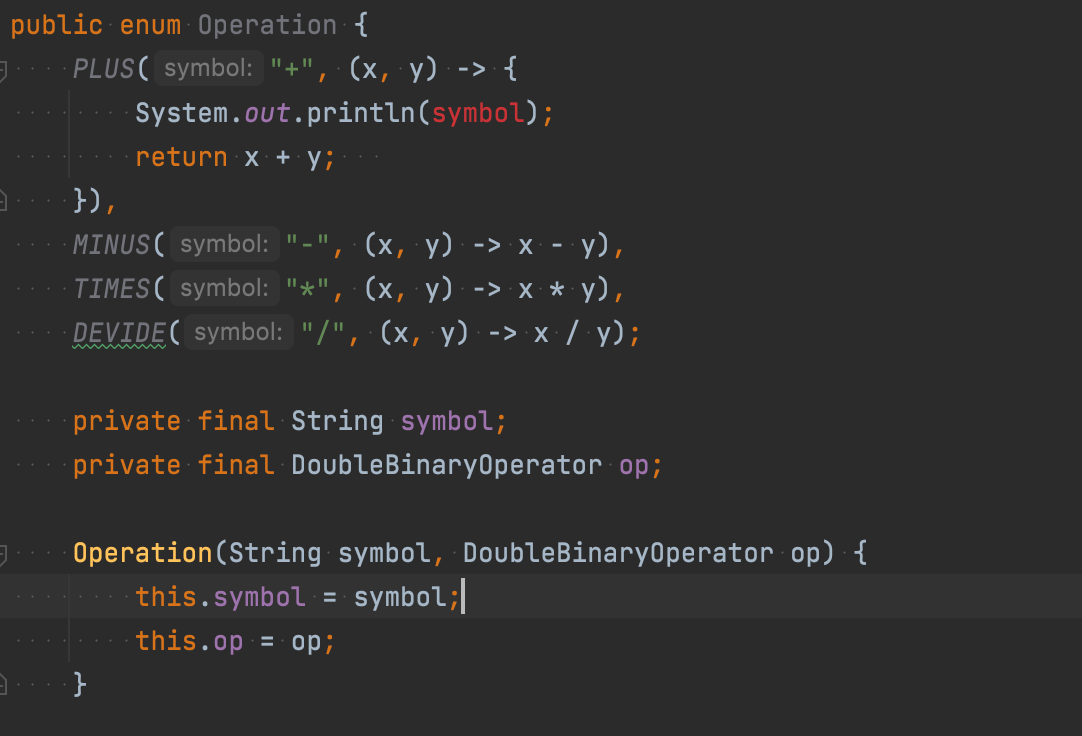 public enum Operation {
PLUS( symbol: "+", (x, y) -> {
System.out.println(symbol);
return x + y;
}),
MINUS( symbol: "-", (x, y) -> x - y),
TIMES( symbol: "*", (x, y) -> x * y),
DEVIDE( symbol: "/", (x, y) -> x / y);
private final String symbol;
private final DoubleBinaryOperator op;
Operation(String symbol, DoubleBinaryOperator op) {
this.symbol = symbol;
this.op = op;
}